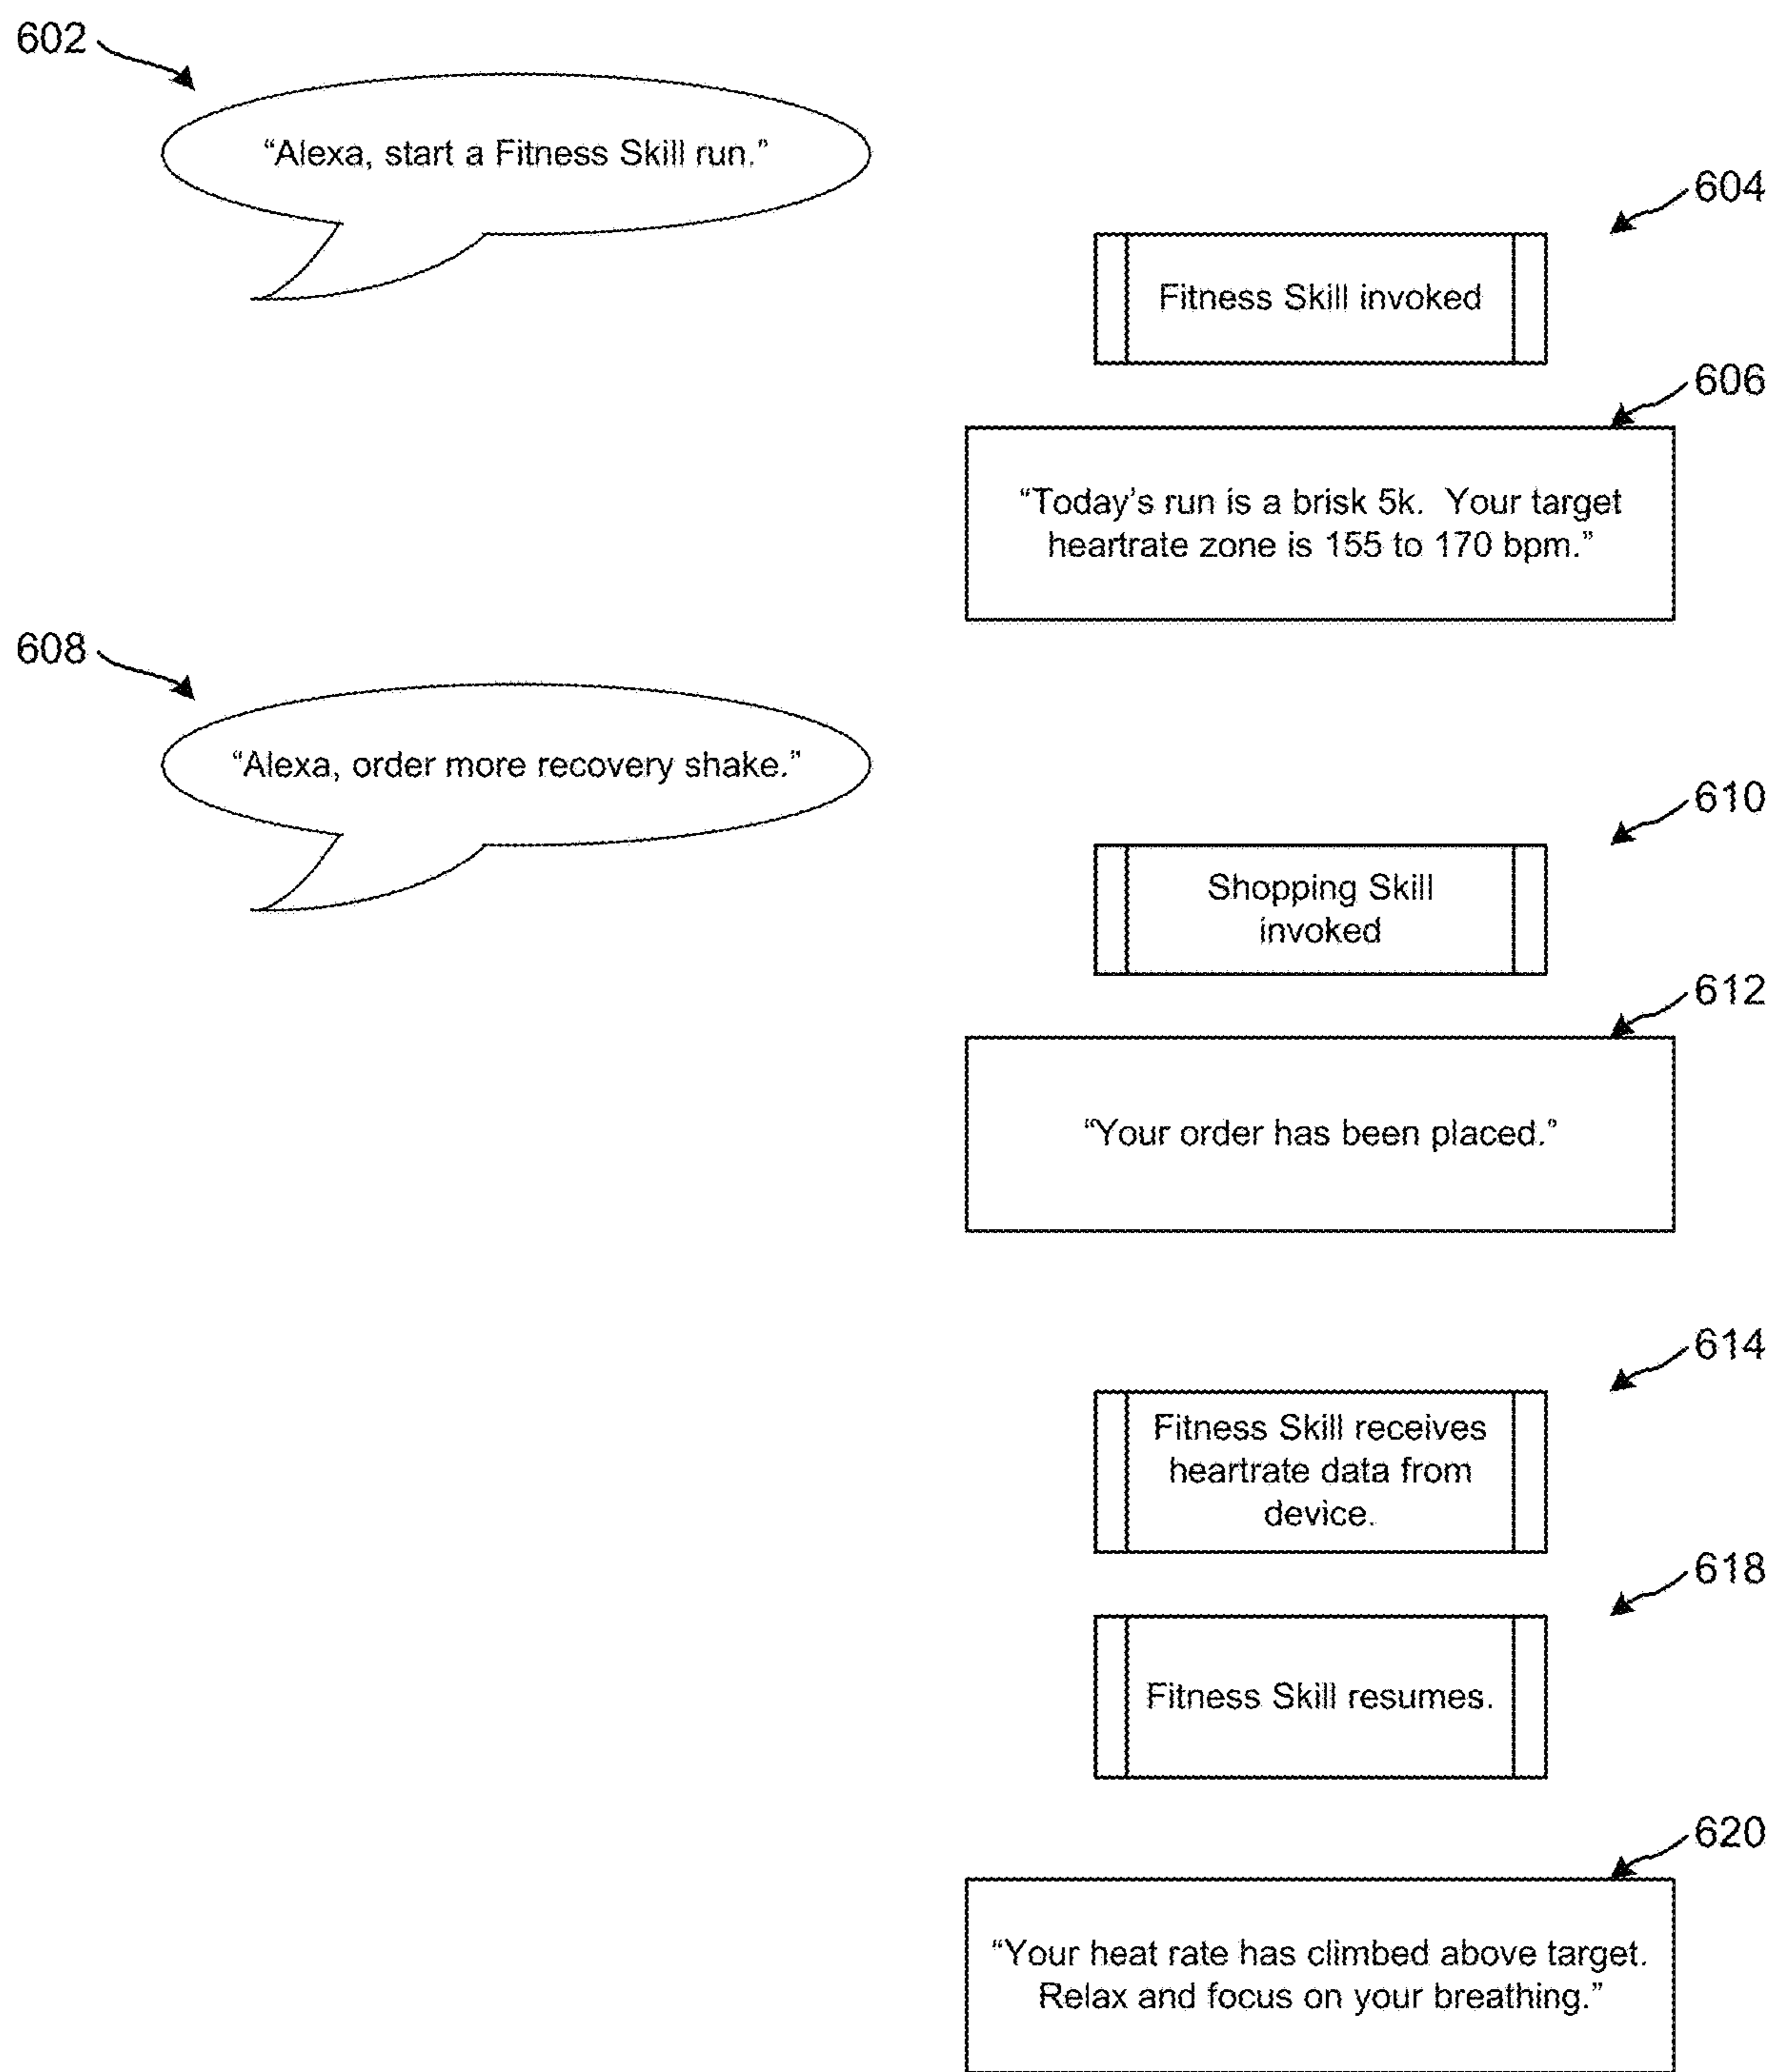 602
“Alexa, start a Fitness Skill run.”
604
Fitness Skill invoked
606
“Today’s run is a brisk 5k.  Your target
heartrate zone is 155 to 170 bpm.”
608
“Alexa, order more recovery shake.”
610
Shopping Skill
invoked
612
“Your order has been placed.”
614
Fitness Skill receives
heartrate data from
device.
618
Fitness Skill resumes.
620
“Your heat rate has climbed above target.
Relax and focus on your breathing.”